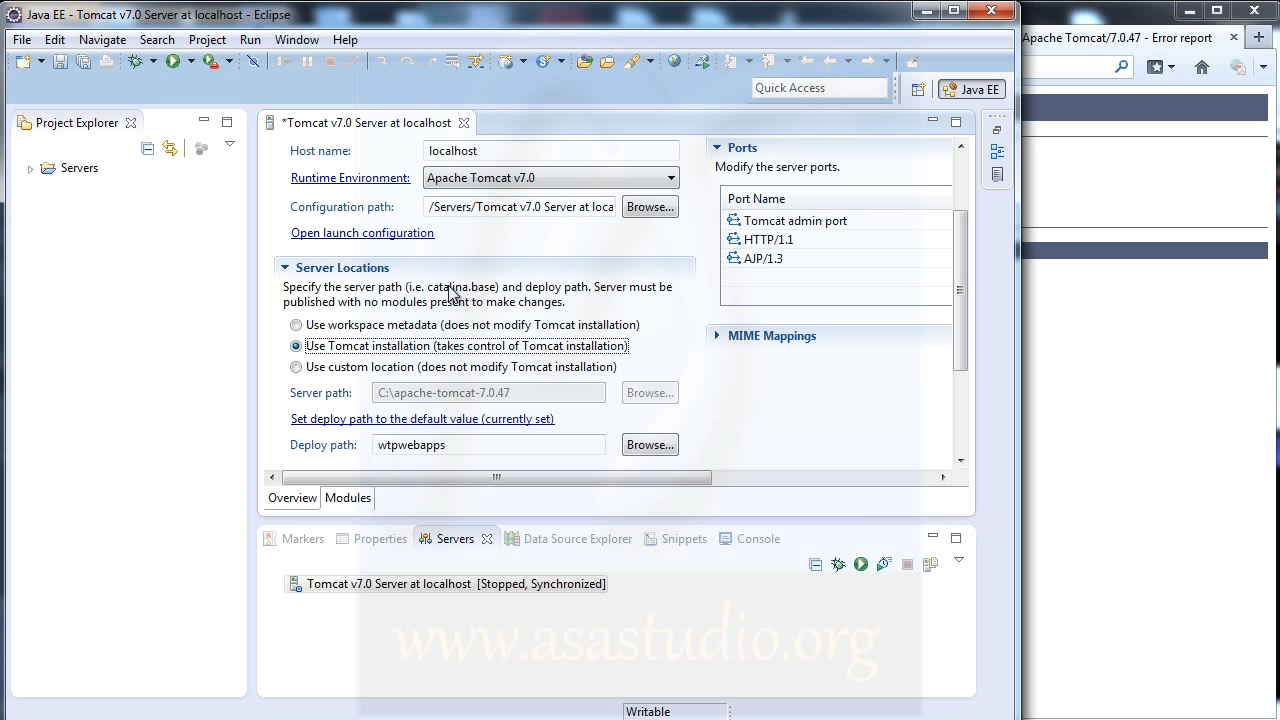 Java EE - Tomcat v7.0 Server at localhost - Eclipse
File Edit Navigate Search Project Run Window Help
Apache Tomcat/7.0.47 - Error report
Quick Access
Java EE
Project Explorer
Servers
*Tomcat v7.0 Server at localhost
Host name: localhost
Runtime Environment: Apache Tomcat v7.0
Configuration path: /Servers/Tomcat v7.0 Server at loca Browse...
Open launch configuration
Server Locations
Specify the server path (i.e. catalina.base) and deploy path. Server must be
published with no modules present to make changes.
Use workspace metadata (does not modify Tomcat installation)
Use Tomcat installation (takes control of Tomcat installation)
Use custom location (does not modify Tomcat installation)
Server path: C:\apache-tomcat-7.0.47 Browse...
Set deploy path to the default value (currently set)
Deploy path: wtpwebapps Browse...
Ports
Modify the server ports.
Port Name
Tomcat admin port
HTTP/1.1
AJP/1.3
MIME Mappings
Overview Modules
Markers Properties Servers Data Source Explorer Snippets Console
Tomcat v7.0 Server at localhost [Stopped, Synchronized]
www.asastudio.org
Writable